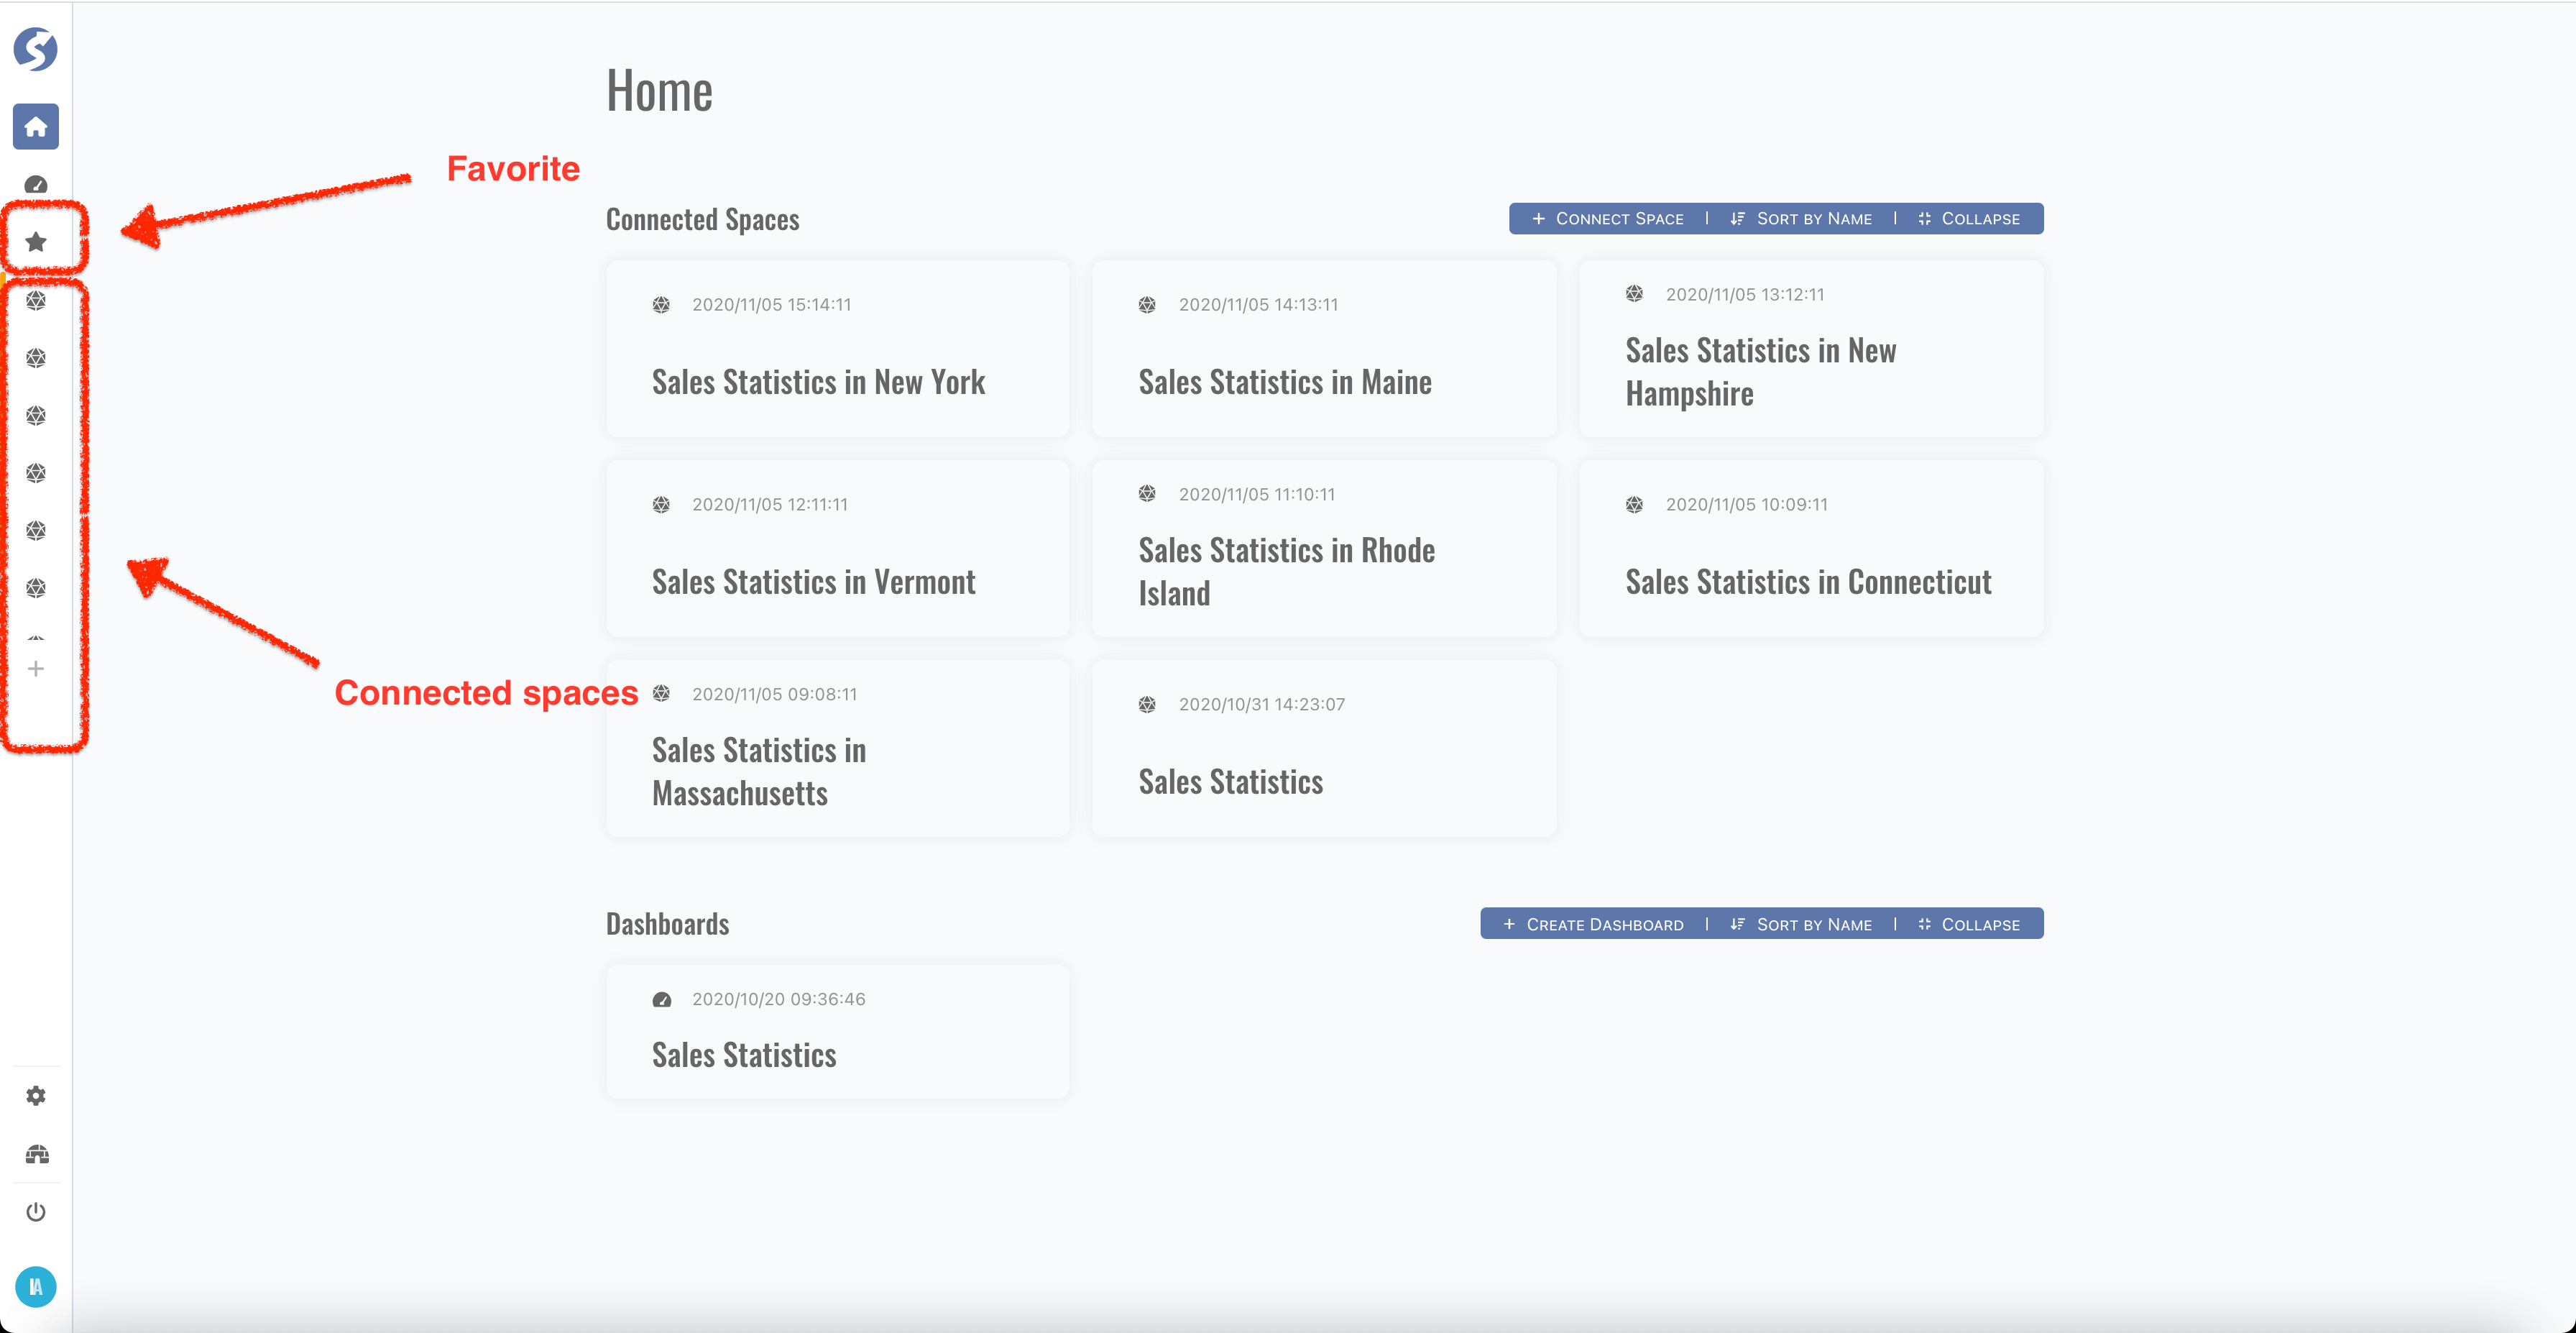 Home
Favorite
Connected Spaces
+ CONNECT SPACE | SORT BY NAME | COLLAPSE
2020/11/05 15:14:11
Sales Statistics in New York
2020/11/05 14:13:11
Sales Statistics in Maine
2020/11/05 13:12:11
Sales Statistics in New
Hampshire
2020/11/05 12:11:11
Sales Statistics in Vermont
2020/11/05 11:10:11
Sales Statistics in Rhode
Island
2020/11/05 10:09:11
Sales Statistics in Connecticut
Connected spaces
2020/11/05 09:08:11
Sales Statistics in
Massachusetts
2020/10/31 14:23:07
Sales Statistics
Dashboards
+ CREATE DASHBOARD | SORT BY NAME | COLLAPSE
2020/10/20 09:36:46
Sales Statistics
IA